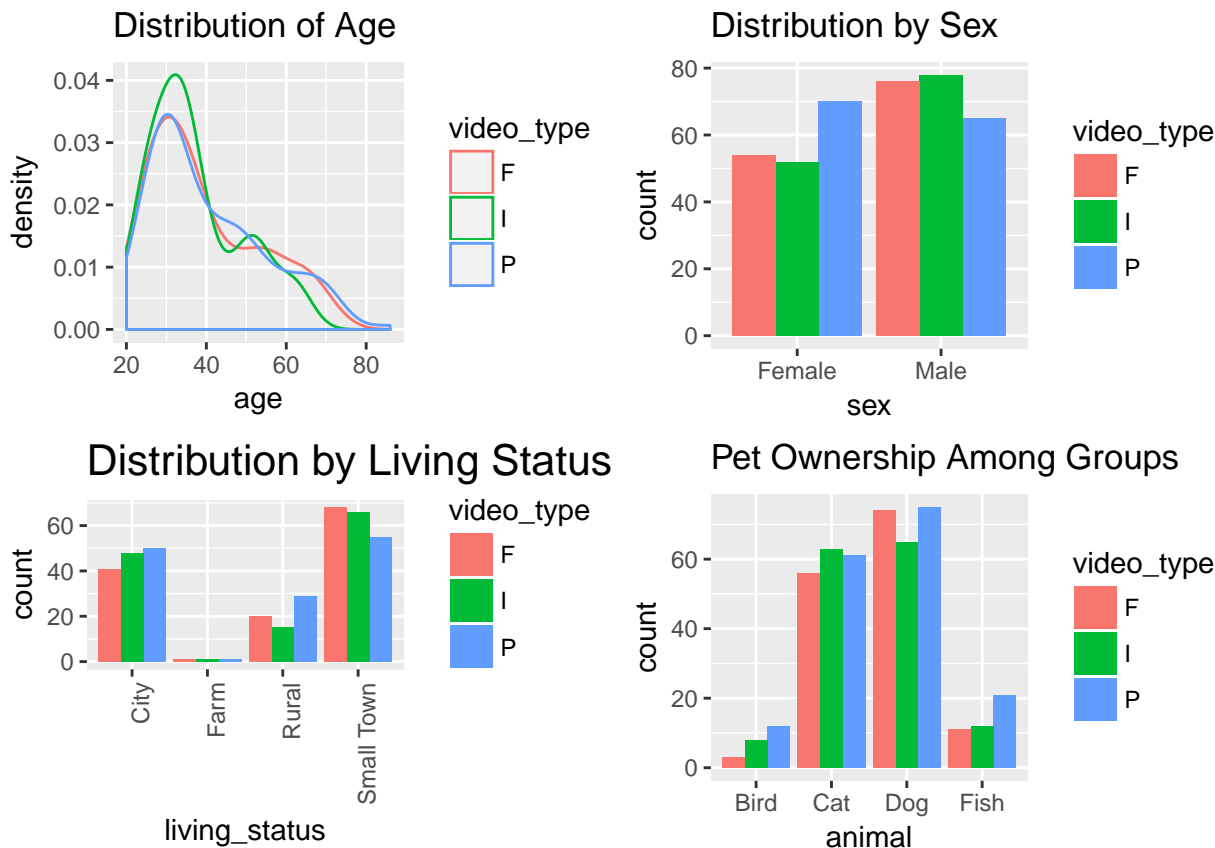 Distribution of Age
density
0.04
0.03
0.02
0.01
0.00
20 40 60 80
age
video_type
F
I
P
Distribution by Sex
count
80
60
40
20
0
Female Male
sex
video_type
F
I
P
Distribution by Living Status
count
60
40
20
0
City
Farm
Rural
Small Town
living_status
video_type
F
I
P
Pet Ownership Among Groups
count
60
40
20
0
Bird Cat Dog Fish
animal
video_type
F
I
P